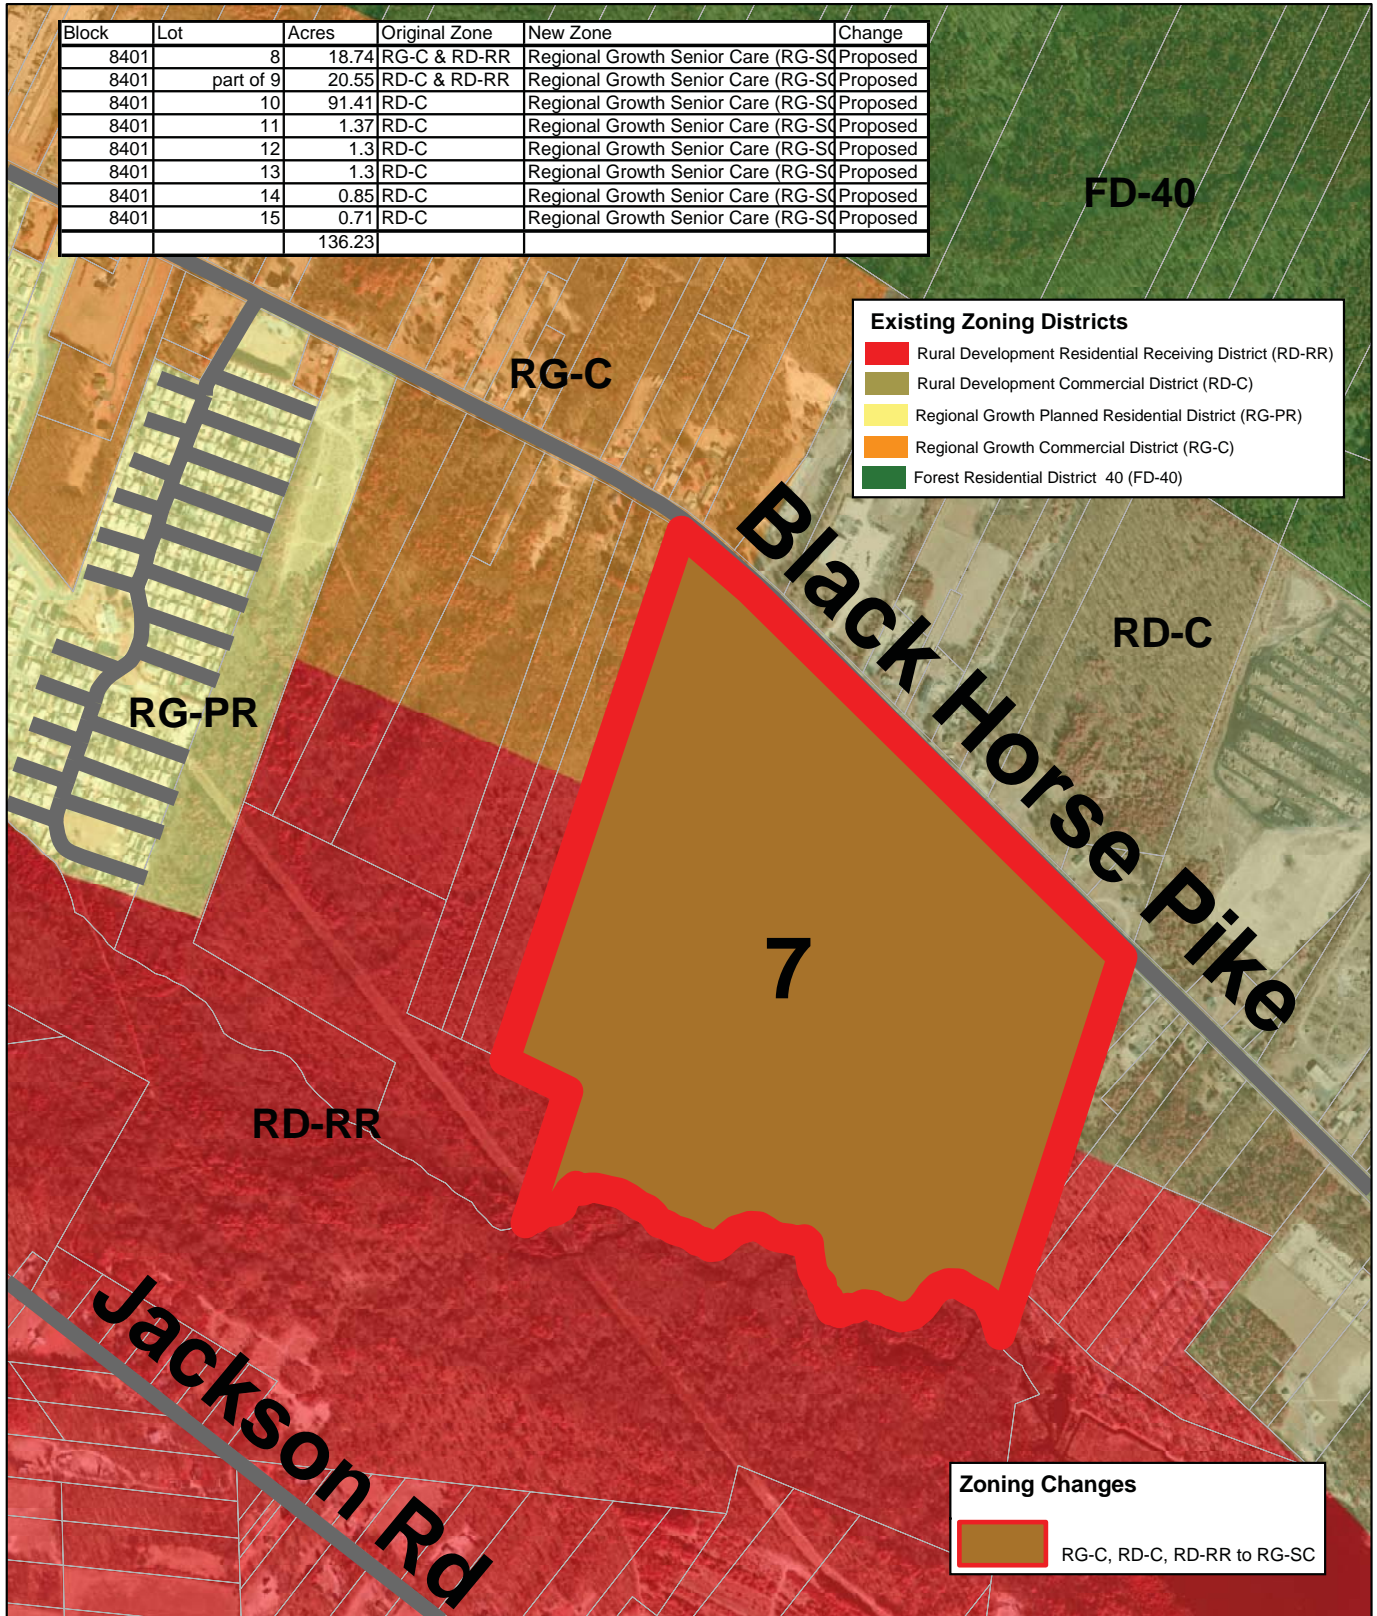 Block Lot Acres Original Zone New Zone Change
8401 8 18.74 RG-C & RD-RR Regional Growth Senior Care (RG-SC Proposed
8401 part of 9 20.55 RD-C & RD-RR Regional Growth Senior Care (RG-SC Proposed
8401 10 91.41 RD-C Regional Growth Senior Care (RG-SC Proposed
8401 11 1.37 RD-C Regional Growth Senior Care (RG-SC Proposed
8401 12 1.3 RD-C Regional Growth Senior Care (RG-SC Proposed
8401 13 1.3 RD-C Regional Growth Senior Care (RG-SC Proposed
8401 14 0.85 RD-C Regional Growth Senior Care (RG-SC Proposed
8401 15 0.71 RD-C Regional Growth Senior Care (RG-SC Proposed
136.23
FD-40
Existing Zoning Districts
Rural Development Residential Receiving District (RD-RR)
Rural Development Commercial District (RD-C)
Regional Growth Planned Residential District (RG-PR)
Regional Growth Commercial District (RG-C)
Forest Residential District 40 (FD-40)
RG-C
Black Horse Pike
RD-C
RG-PR
7
RD-RR
Jackson Rd
Zoning Changes
RG-C, RD-C, RD-RR to RG-SC